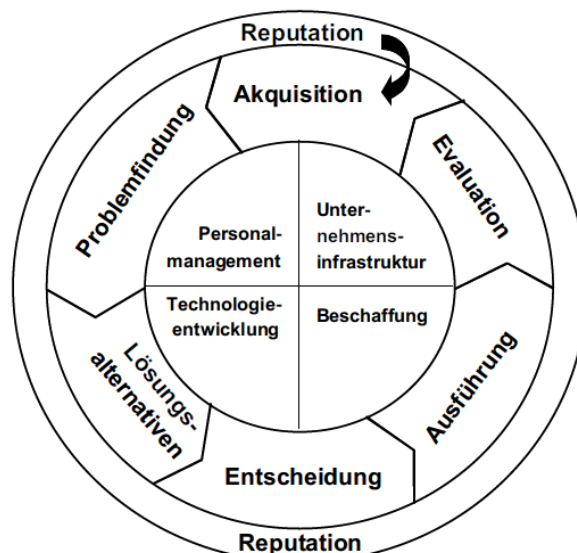 Reputation
Akquisition
Problemfindung
Evaluation
Personal-
management
Unter-
nehmens-
infrastruktur
Technologie-
entwicklung
Beschaffung
Lösungs-
alternativen
Ausführung
Entscheidung
Reputation